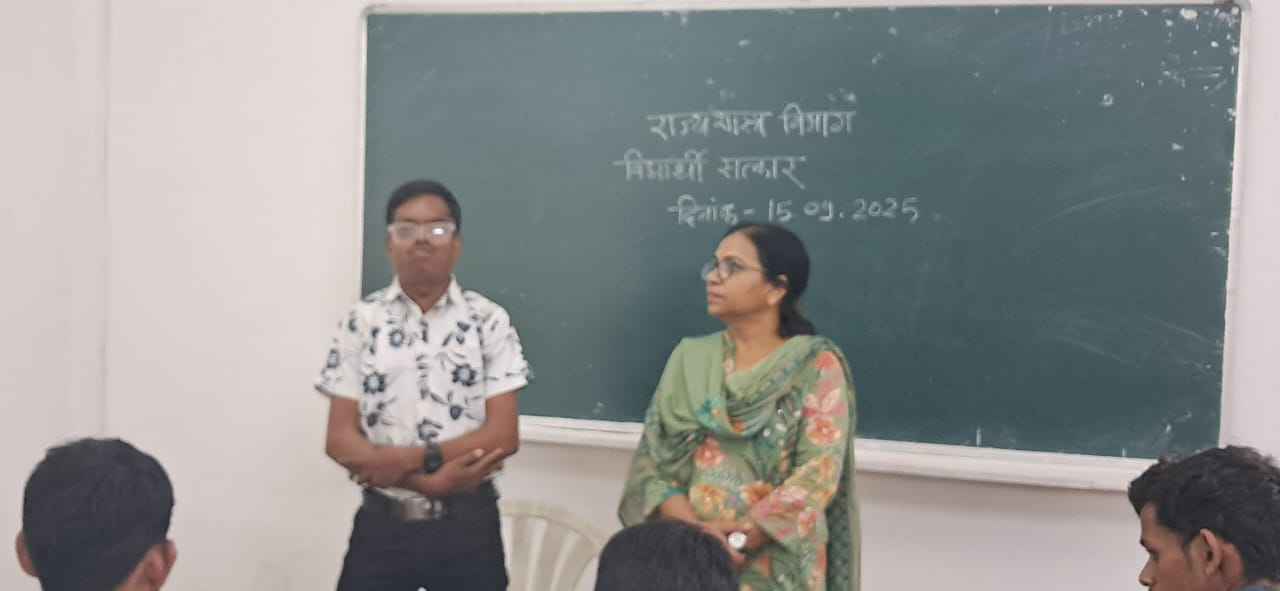 राज्यशास्त्र विभाग
विद्यार्थी सत्कार
दिनांक - 15.09.2025